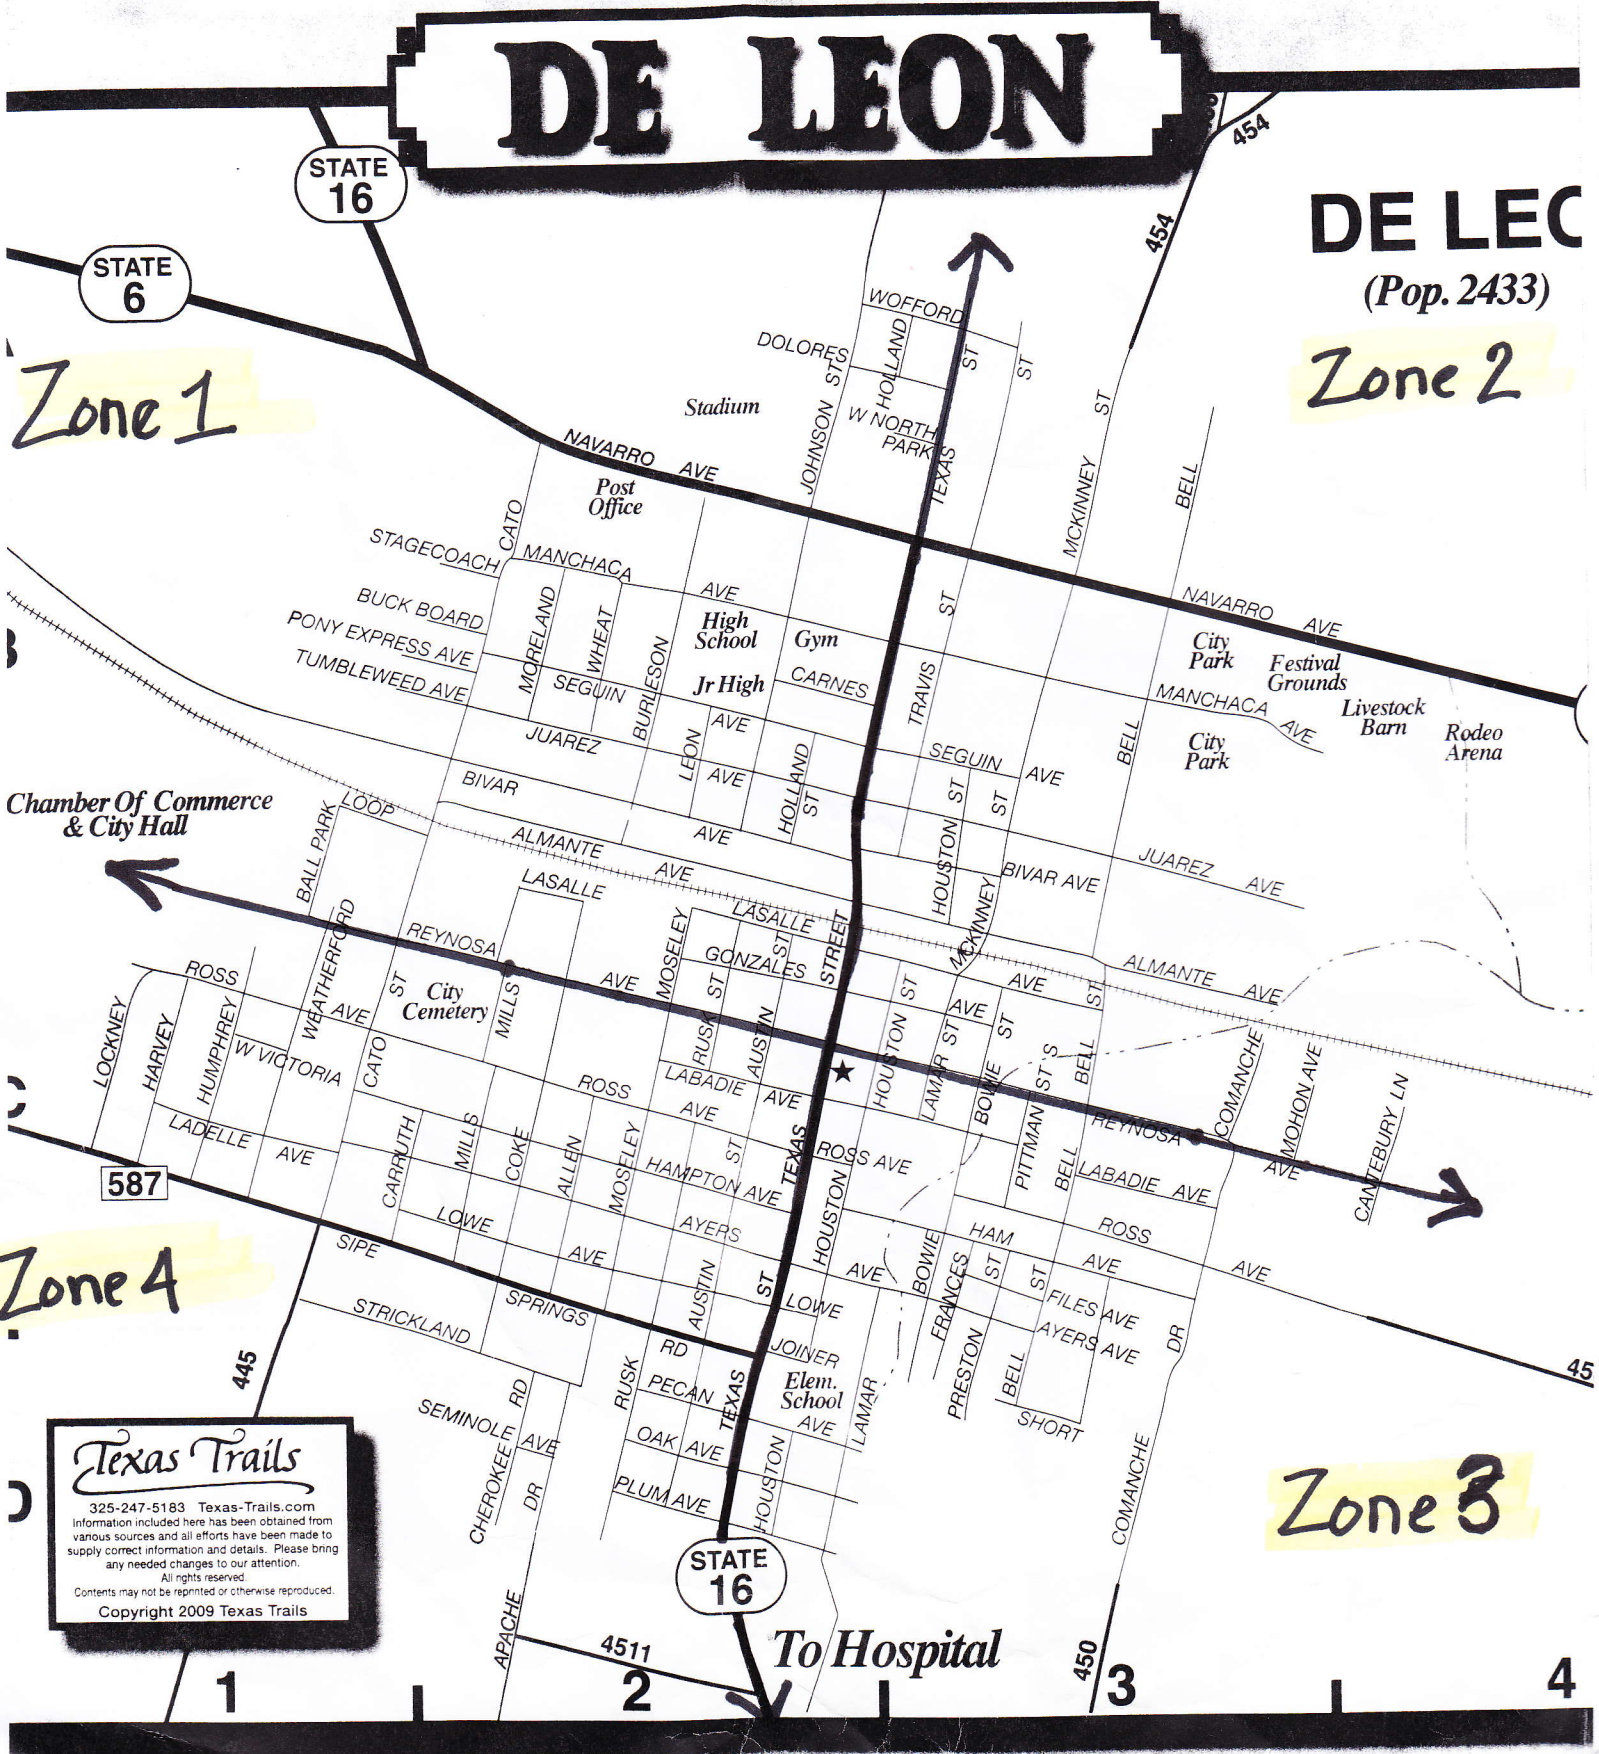 DE LEON
454
STATE
16
454
DE LEO
(Pop. 2433)
STATE
6
Zone 1
Zone 2
WOFFORD
DOLORES
ST
HOLLAND
ST
ST
Stadium
JOHNSON
W NORTH
PARK
TEXAS
MCKINNEY
ST
BELL
NAVARRO AVE
Post
Office
CATO
STAGECOACH
MANCHACA
AVE
BUCK BOARD
PONY EXPRESS AVE
TUMBLEWEED AVE
MORELAND
WHEAT
BURLESON
High
School
Gym
Jr High
CARNES
ST
TRAVIS
NAVARRO AVE
City
Park
Festival
Grounds
MANCHACA AVE
Livestock
Barn
Rodeo
Arena
City
Park
SEGUIN
AVE
JUAREZ
LEON
AVE
HOLLAND
ST
SEGUIN AVE
BELL
ST
ST
HOUSTON
BIVAR
AVE
Chamber Of Commerce
& City Hall
BALL PARK
LOOP
ALMANTE
AVE
BIVAR AVE
JUAREZ AVE
LASALLE
MCKINNEY
WEATHERFORD
REYNOSA
AVE
MOSELEY
LASALLE
GONZALES
ST
STREET
ALMANTE AVE
AVE
ST
ROSS
AVE
ST
City
Cemetery
MILLS
ST
RUSK
AUSTIN
ST
HOUSTON
AVE
ST
LAMAR
ST
BOWIE
LOCKNEY
HARVEY
HUMPHREY
W VICTORIA
CATO
ROSS
AVE
LABADIE
AVE
ST S
BELL
PITTMAN
REYNOSA
AVE
COMANCHE
MOHON AVE
CANTEBURY LN
LADELLE
AVE
587
CARRUTH
MILLS
COKE
ALLEN
MOSELEY
ST
HAMPTON AVE
TEXAS
ROSS AVE
HOUSTON
BELL
LABADIE AVE
Zone 4
SIPE
LOWE
AVE
AYERS
AVE
AUSTIN
ST
BOWIE
HAM
AVE
ROSS
AVE
FRANCES
ST
ST
FILES AVE
AYERS AVE
STRICKLAND
SPRINGS
RD
LOWE
JOINER
DR
45
445
RUSK
PECAN
TEXAS
Elem.
School
AVE
LAMAR
PRESTON
BELL
SHORT
SEMINOLE AVE
RD
OAK AVE
CHEROKEE
DR
PLUM AVE
HOUSTON
COMANCHE
Zone 3
Texas Trails
325-247-5183 Texas-Trails.com
Information included here has been obtained from
various sources and all efforts have been made to
supply correct information and details. Please bring
any needed changes to our attention.
All rights reserved.
Contents may not be reprinted or otherwise reproduced.
Copyright 2009 Texas Trails
STATE
16
APACHE
4511
To Hospital
450
1
2
3
4